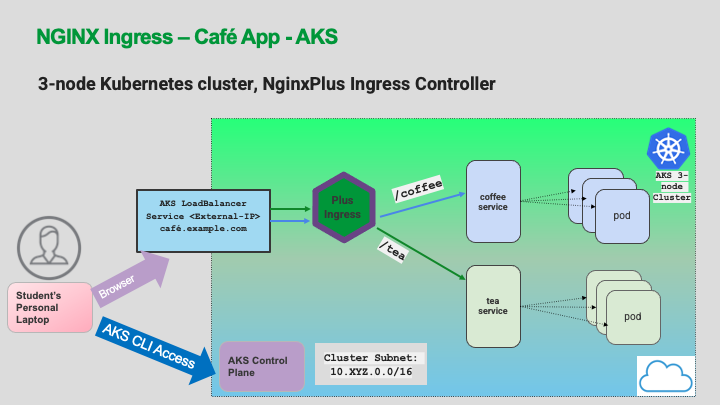 NGINX Ingress – Café App - AKS
3-node Kubernetes cluster, NginxPlus Ingress Controller
AKS 3-
node
Cluster
AKS LoadBalancer
Service <External-IP>
café.example.com
Plus
Ingress
/coffee
coffee
service
pod
/tea
tea
service
pod
Student's
Personal
Laptop
Browser
AKS CLI Access
AKS Control
Plane
Cluster Subnet:
10.XYZ.0.0/16